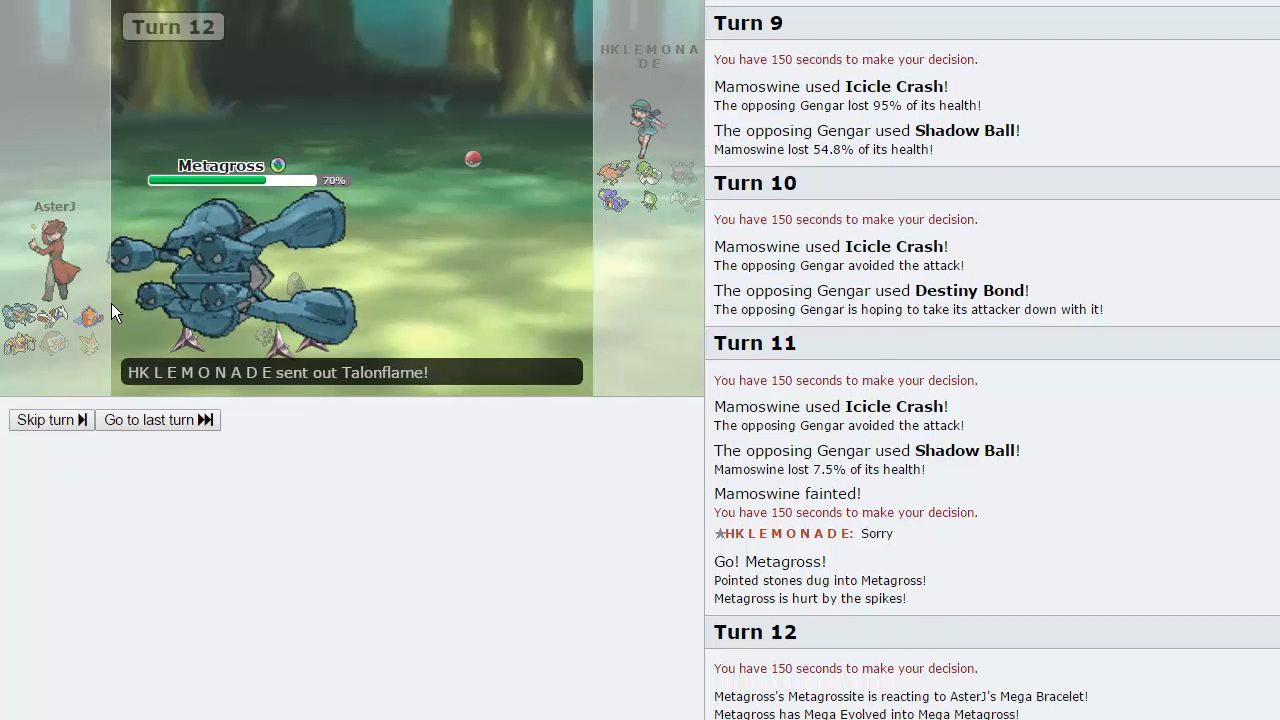 Turn 12
HK L E M O N A
D E
Metagross
70%
AsterJ
HK L E M O N A D E sent out Talonflame!
Skip turn
Go to last turn
Turn 9
You have 150 seconds to make your decision.
Mamoswine used Icicle Crash!
The opposing Gengar lost 95% of its health!
The opposing Gengar used Shadow Ball!
Mamoswine lost 54.8% of its health!
Turn 10
You have 150 seconds to make your decision.
Mamoswine used Icicle Crash!
The opposing Gengar avoided the attack!
The opposing Gengar used Destiny Bond!
The opposing Gengar is hoping to take its attacker down with it!
Turn 11
You have 150 seconds to make your decision.
Mamoswine used Icicle Crash!
The opposing Gengar avoided the attack!
The opposing Gengar used Shadow Ball!
Mamoswine lost 7.5% of its health!
Mamoswine fainted!
You have 150 seconds to make your decision.
★HK L E M O N A D E: Sorry
Go! Metagross!
Pointed stones dug into Metagross!
Metagross is hurt by the spikes!
Turn 12
You have 150 seconds to make your decision.
Metagross's Metagrossite is reacting to AsterJ's Mega Bracelet!
Metagross has Mega Evolved into Mega Metagross!